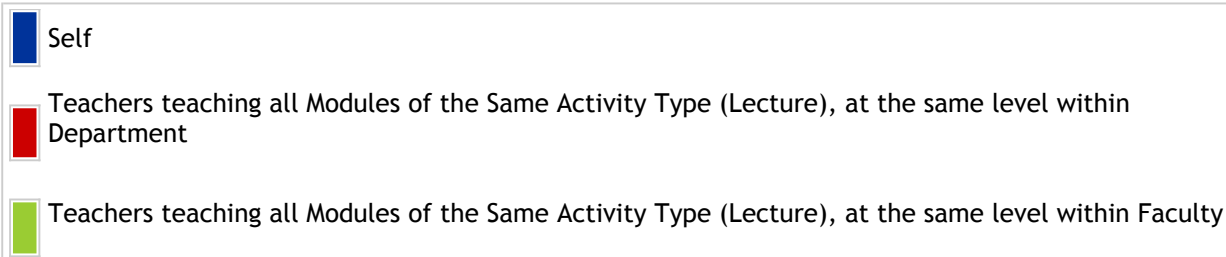 Self
Teachers teaching all Modules of the Same Activity Type (Lecture), at the same level within
Department
Teachers teaching all Modules of the Same Activity Type (Lecture), at the same level within Faculty